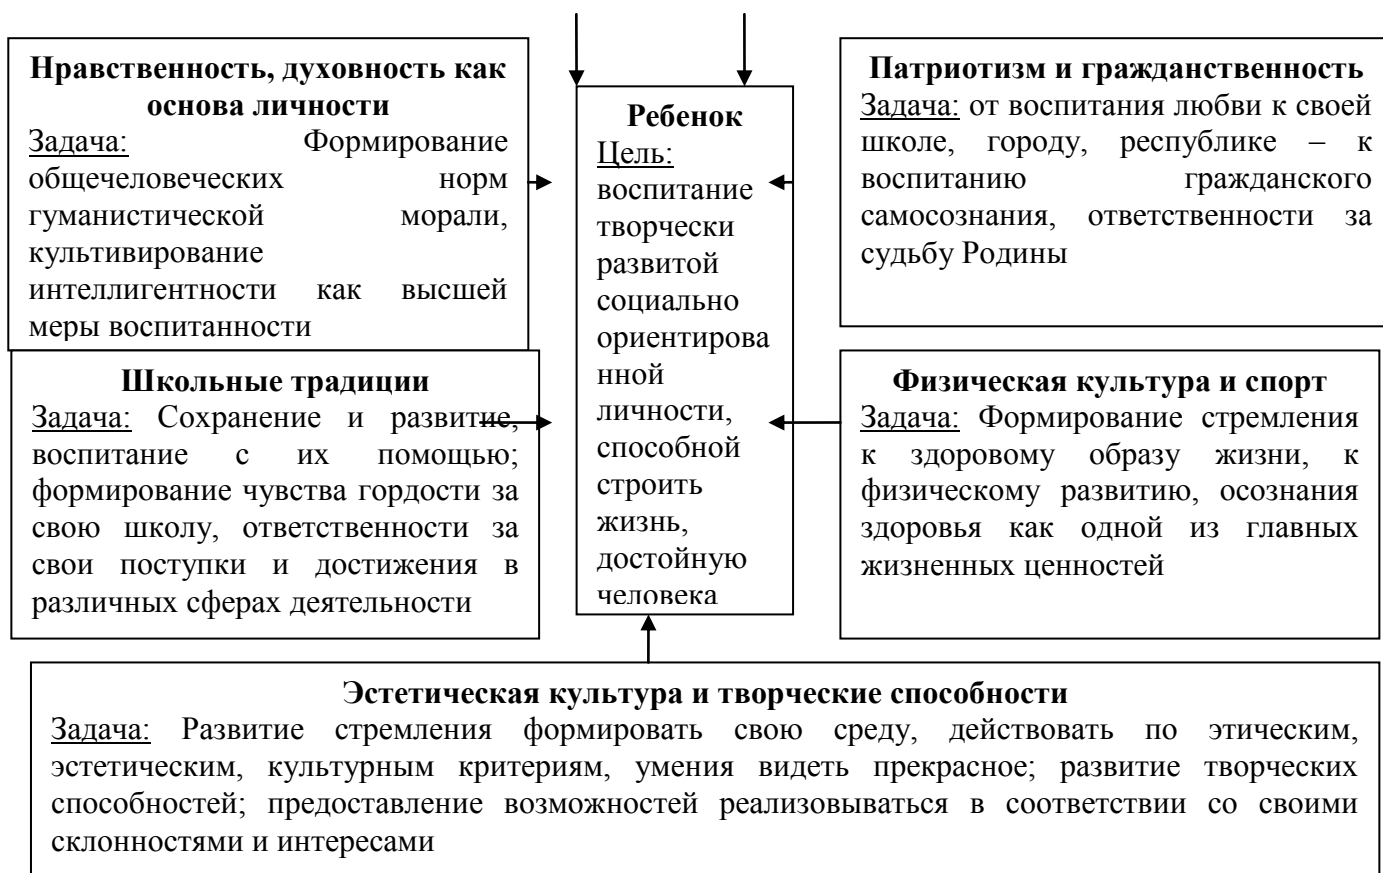 Нравственность, духовность как
основа личности
Задача: Формирование
общечеловеческих норм
гуманистической морали,
культивирование
интеллигентности как высшей
меры воспитанности
Школьные традиции
Задача: Сохранение и развитие,
воспитание с их помощью;
формирование чувства гордости за
свою школу, ответственности за
свои поступки и достижения в
различных сферах деятельности
Ребенок
Цель:
воспитание
творчески
развитой
социально
ориентирова
нной
личности,
способной
строить
жизнь,
достойную
человека
Патриотизм и гражданственность
Задача: от воспитания любви к своей
школе, городу, республике – к
воспитанию гражданского
самосознания, ответственности за
судьбу Родины
Физическая культура и спорт
Задача: Формирование стремления
к здоровому образу жизни, к
физическому развитию, осознания
здоровья как одной из главных
жизненных ценностей
Эстетическая культура и творческие способности
Задача: Развитие стремления формировать свою среду, действовать по этическим,
эстетическим, культурным критериям, умения видеть прекрасное; развитие творческих
способностей; предоставление возможностей реализовываться в соответствии со своими
склонностями и интересами